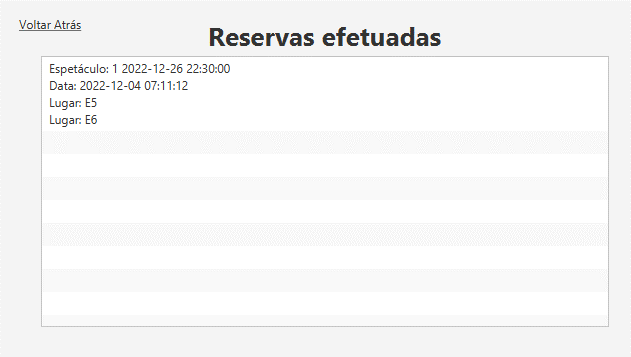 Voltar Atrás
Reservas efetuadas
Espetáculo: 1 2022-12-26 22:30:00
Data: 2022-12-04 07:11:12
Lugar: E5
Lugar: E6